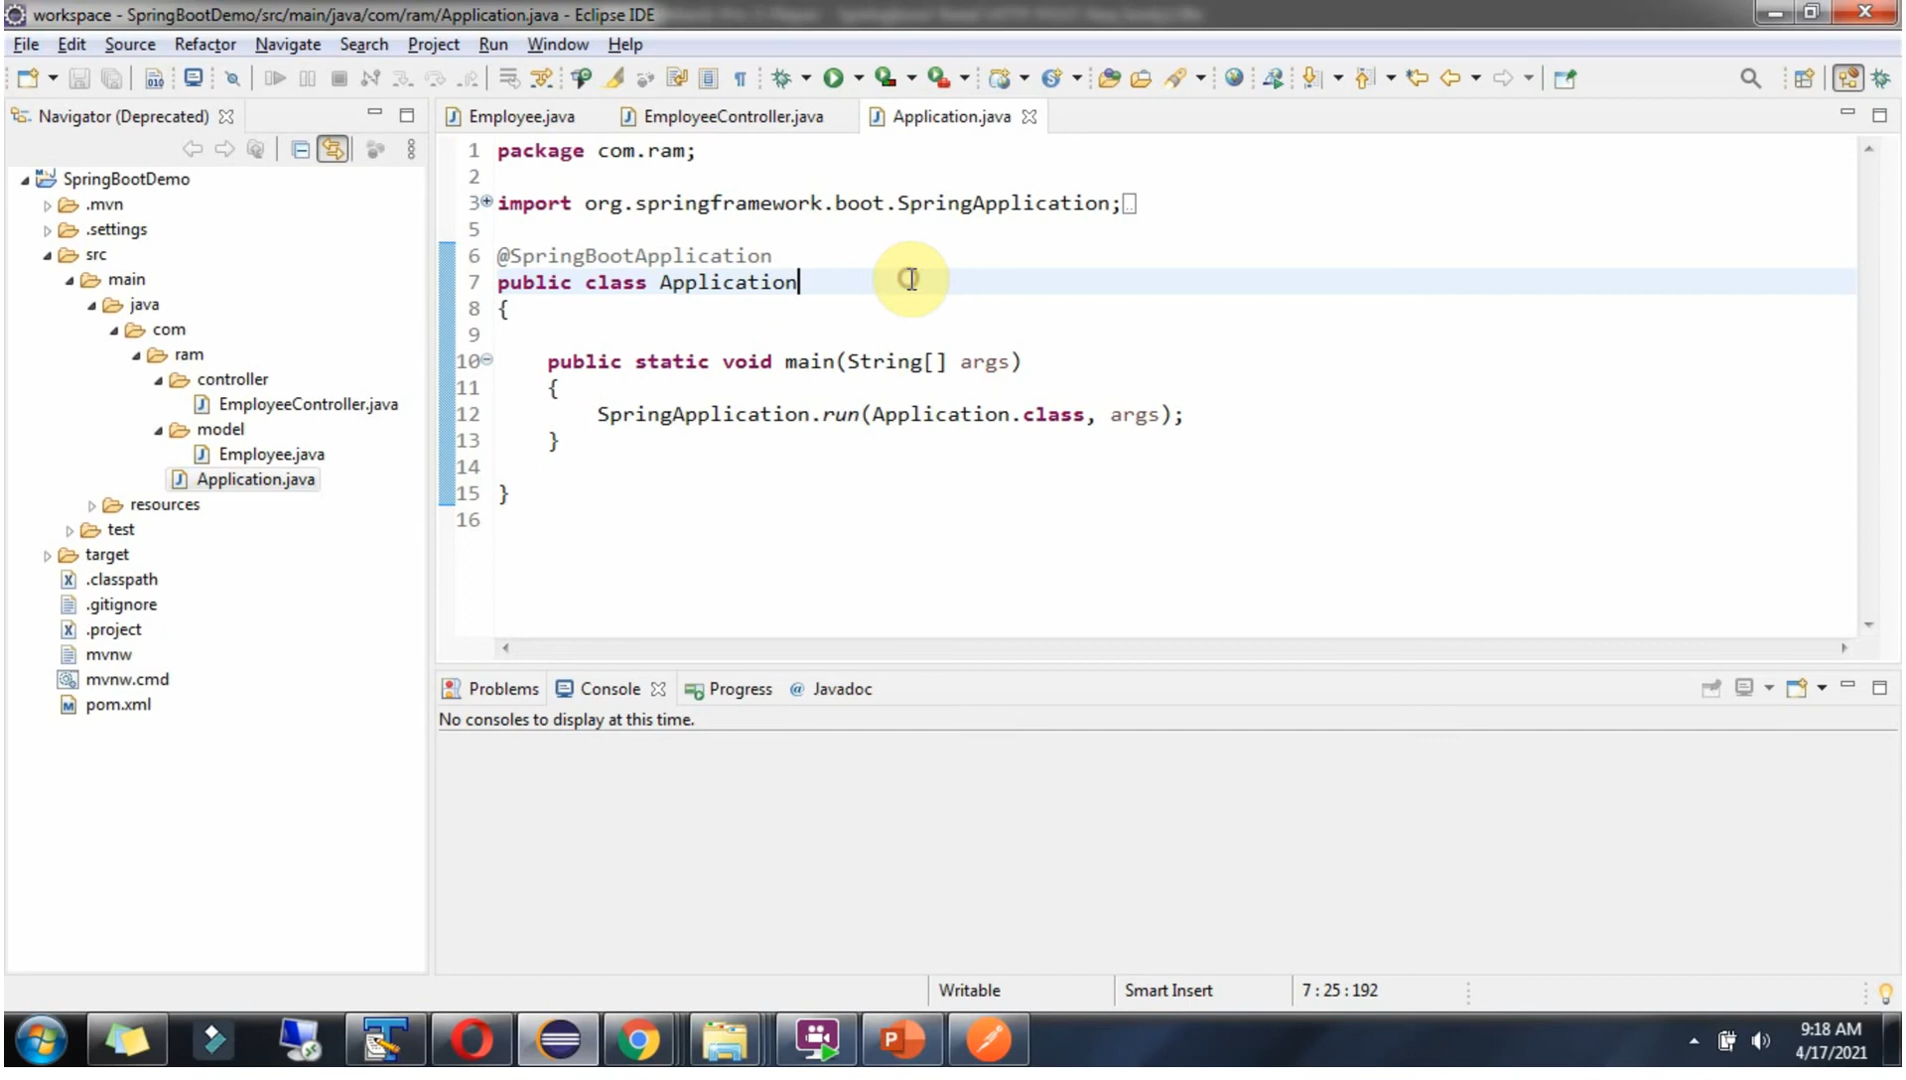 workspace - SpringBootDemo/src/main/java/com/ram/Application.java - Eclipse IDE
File Edit Source Refactor Navigate Search Project Run Window Help
Navigator (Deprecated)
SpringBootDemo
.mvn
.settings
src
main
java
com
ram
controller
EmployeeController.java
model
Employee.java
Application.java
resources
test
target
.classpath
.gitignore
.project
mvnw
mvnw.cmd
pom.xml
Employee.java EmployeeController.java Application.java
1 package com.ram;
2
3 import org.springframework.boot.SpringApplication;
5
6 @SpringBootApplication
7 public class Application
8 {
9
10 public static void main(String[] args)
11 {
12 SpringApplication.run(Application.class, args);
13 }
14
15 }
16
Problems Console Progress @ Javadoc
No consoles to display at this time.
Writable Smart Insert 7 : 25 : 192
9:18 AM
4/17/2021